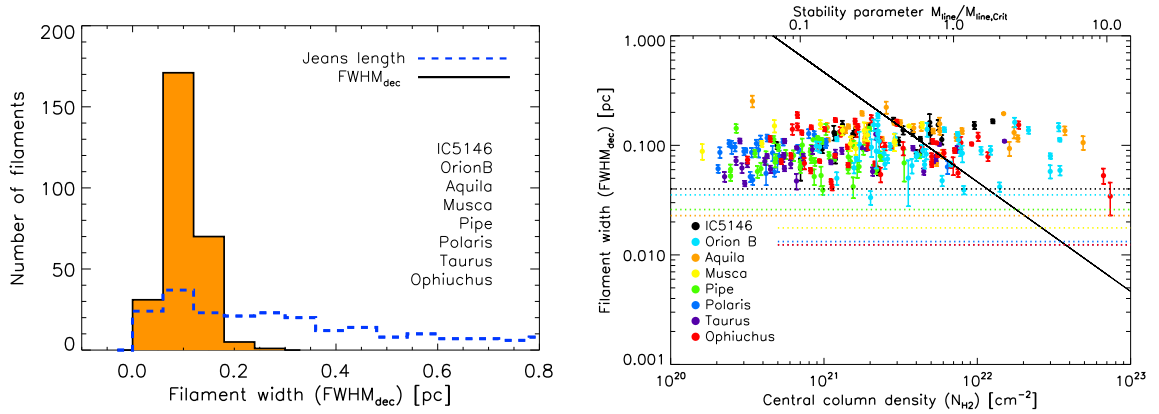 200
150
100
50
0
Number of filaments
Jeans length
FWHM_dec
IC5146
OrionB
Aquila
Musca
Pipe
Polaris
Taurus
Ophiuchus
0.0 0.2 0.4 0.6 0.8
Filament width (FWHM_dec) [pc]
Stability parameter M_line/M_line,Crit
0.1 1.0 10.0
1.000
0.100
0.010
0.001
Filament width (FWHM_dec) [pc]
IC5146
Orion B
Aquila
Musca
Pipe
Polaris
Taurus
Ophiuchus
10^20 10^21 10^22 10^23
Central column density (N_H2) [cm^-2]